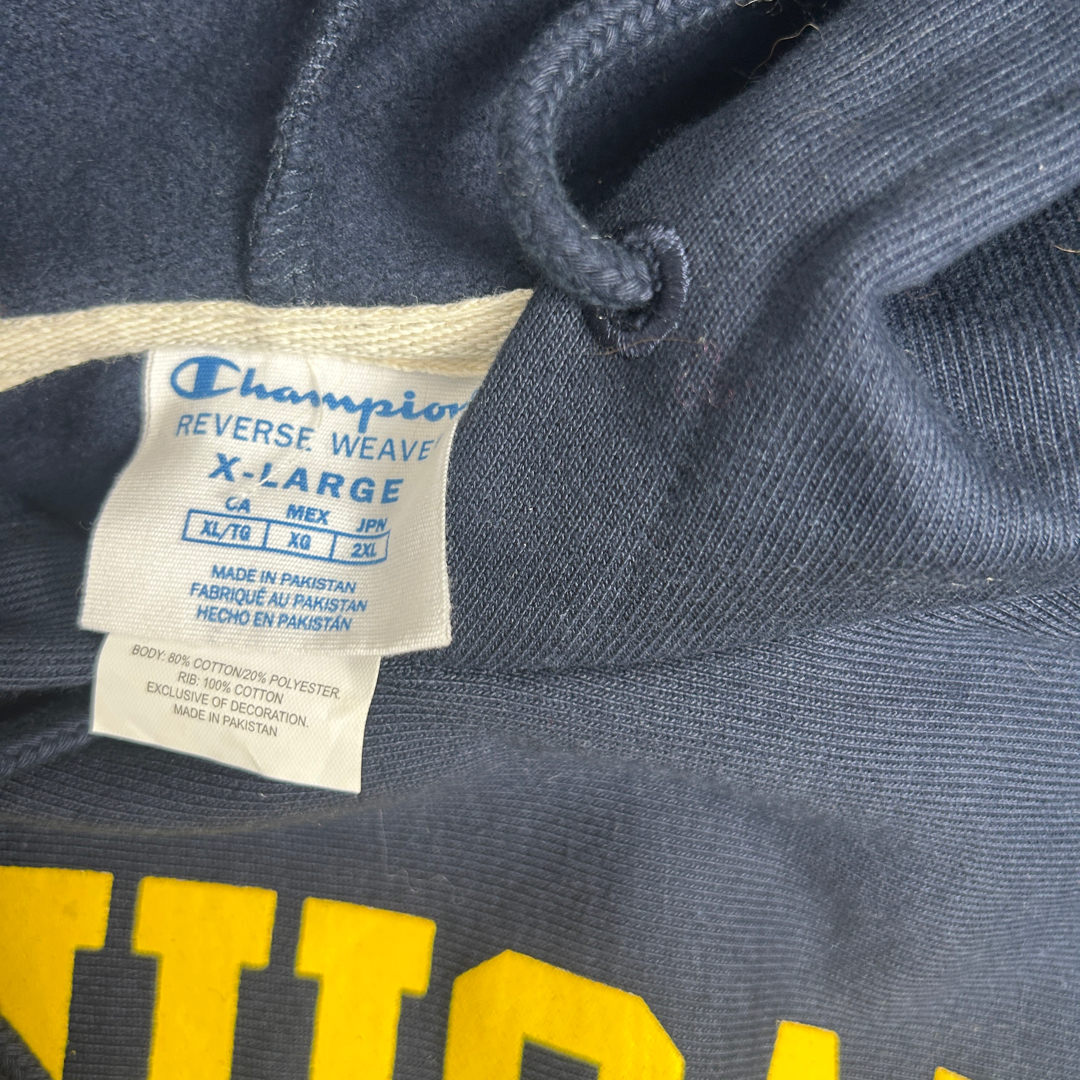 Champion
REVERSE WEAVE
X-LARGE
CA MEX JPN
XL/TG XG 2XL
MADE IN PAKISTAN
FABRIQUÉ AU PAKISTAN
HECHO EN PAKISTÁN
BODY: 80% COTTON/20% POLYESTER.
RIB: 100% COTTON
EXCLUSIVE OF DECORATION.
MADE IN PAKISTAN